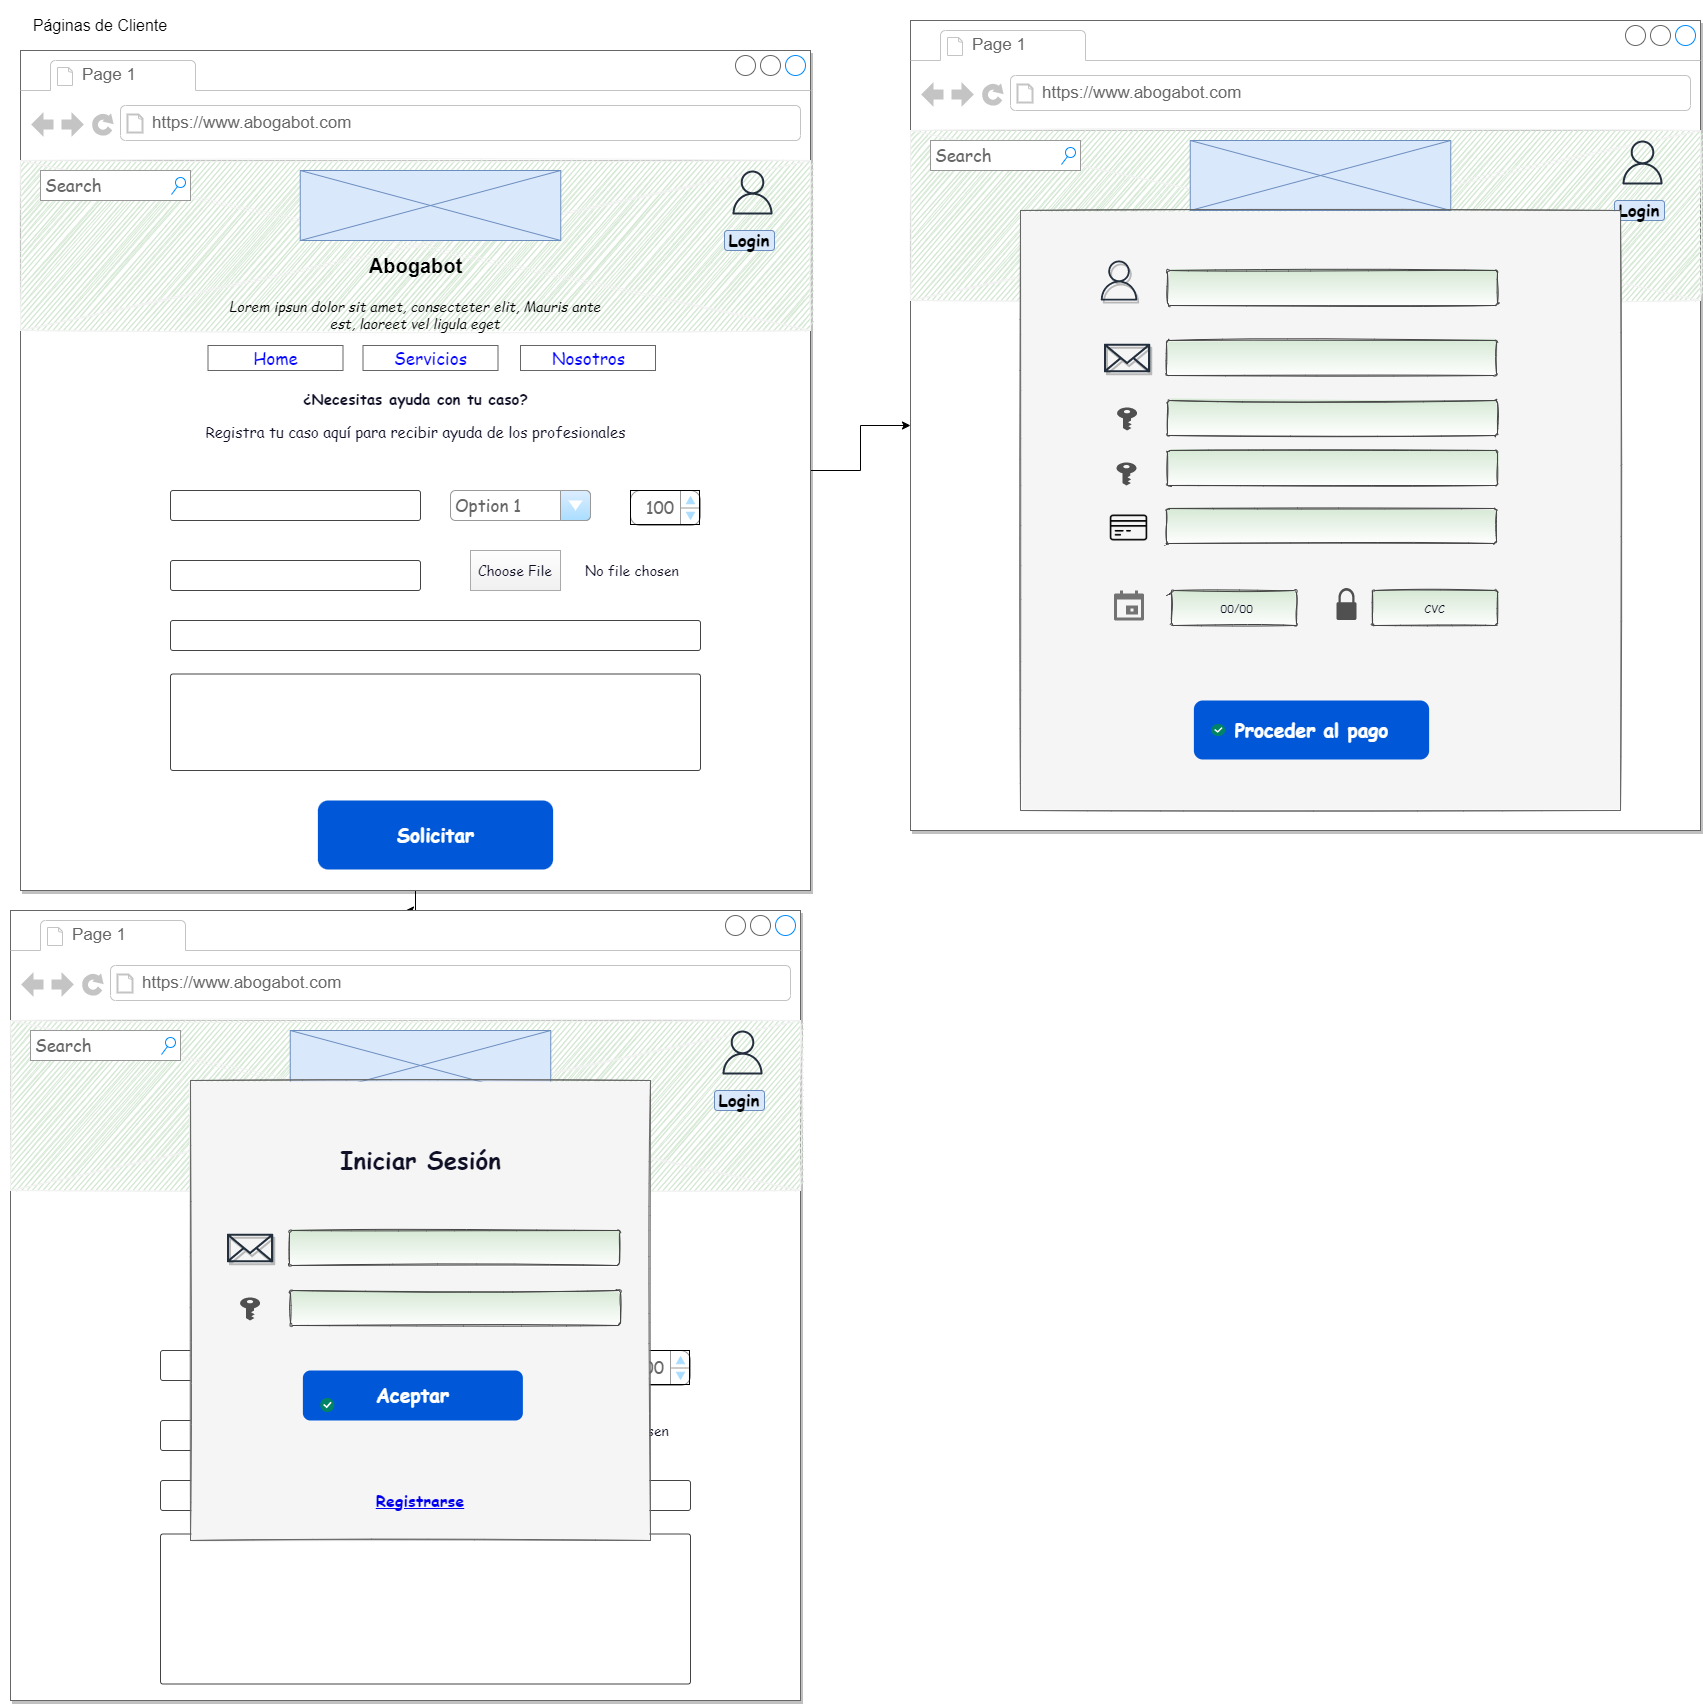 Páginas de Cliente
Page 1
https://www.abogabot.com
Search
Login
Abogabot
Lorem ipsun dolor sit amet, consecteter elit, Mauris ante
est, laoreet vel ligula eget
Home
Servicios
Nosotros
¿Necesitas ayuda con tu caso?
Registra tu caso aquí para recibir ayuda de los profesionales
Option 1
100
Choose File
No file chosen
Solicitar
Page 1
https://www.abogabot.com
Search
Login
00/00
CVC
Proceder al pago
Page 1
https://www.abogabot.com
Search
Login
Iniciar Sesión
Aceptar
Registrarse